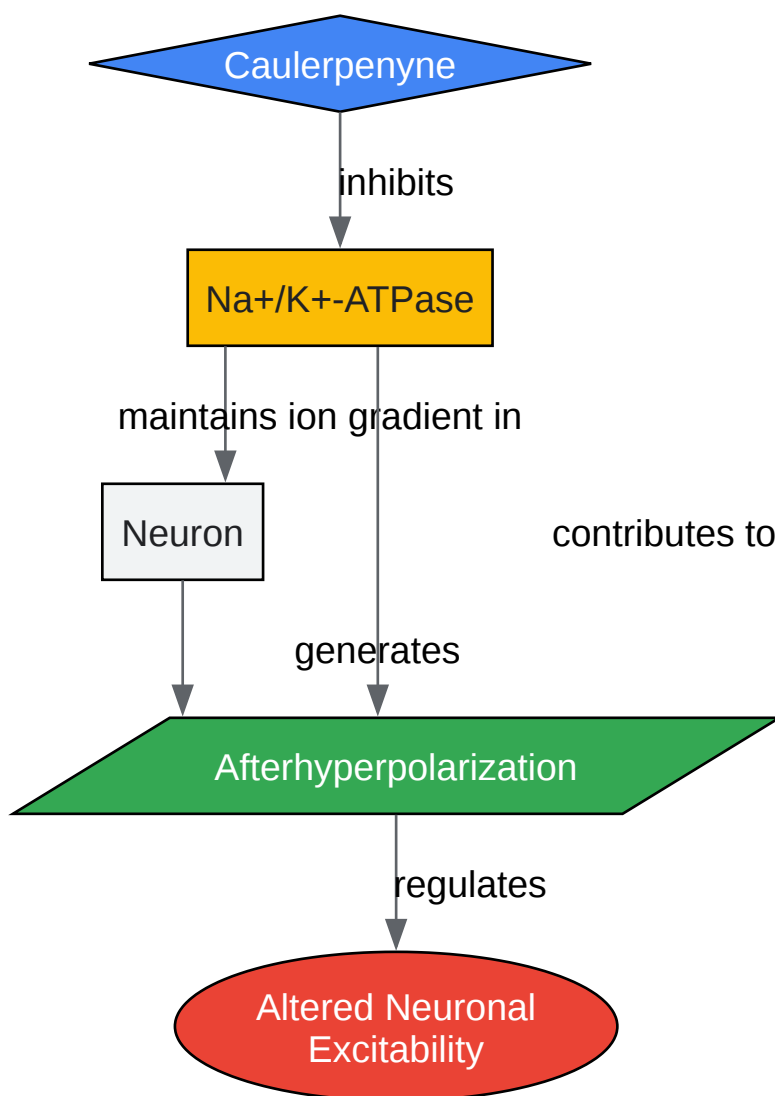 Caulerpenyne
inhibits
Na+/K+-ATPase
maintains ion gradient in
Neuron
contributes to
generates
Afterhyperpolarization
regulates
Altered Neuronal
Excitability